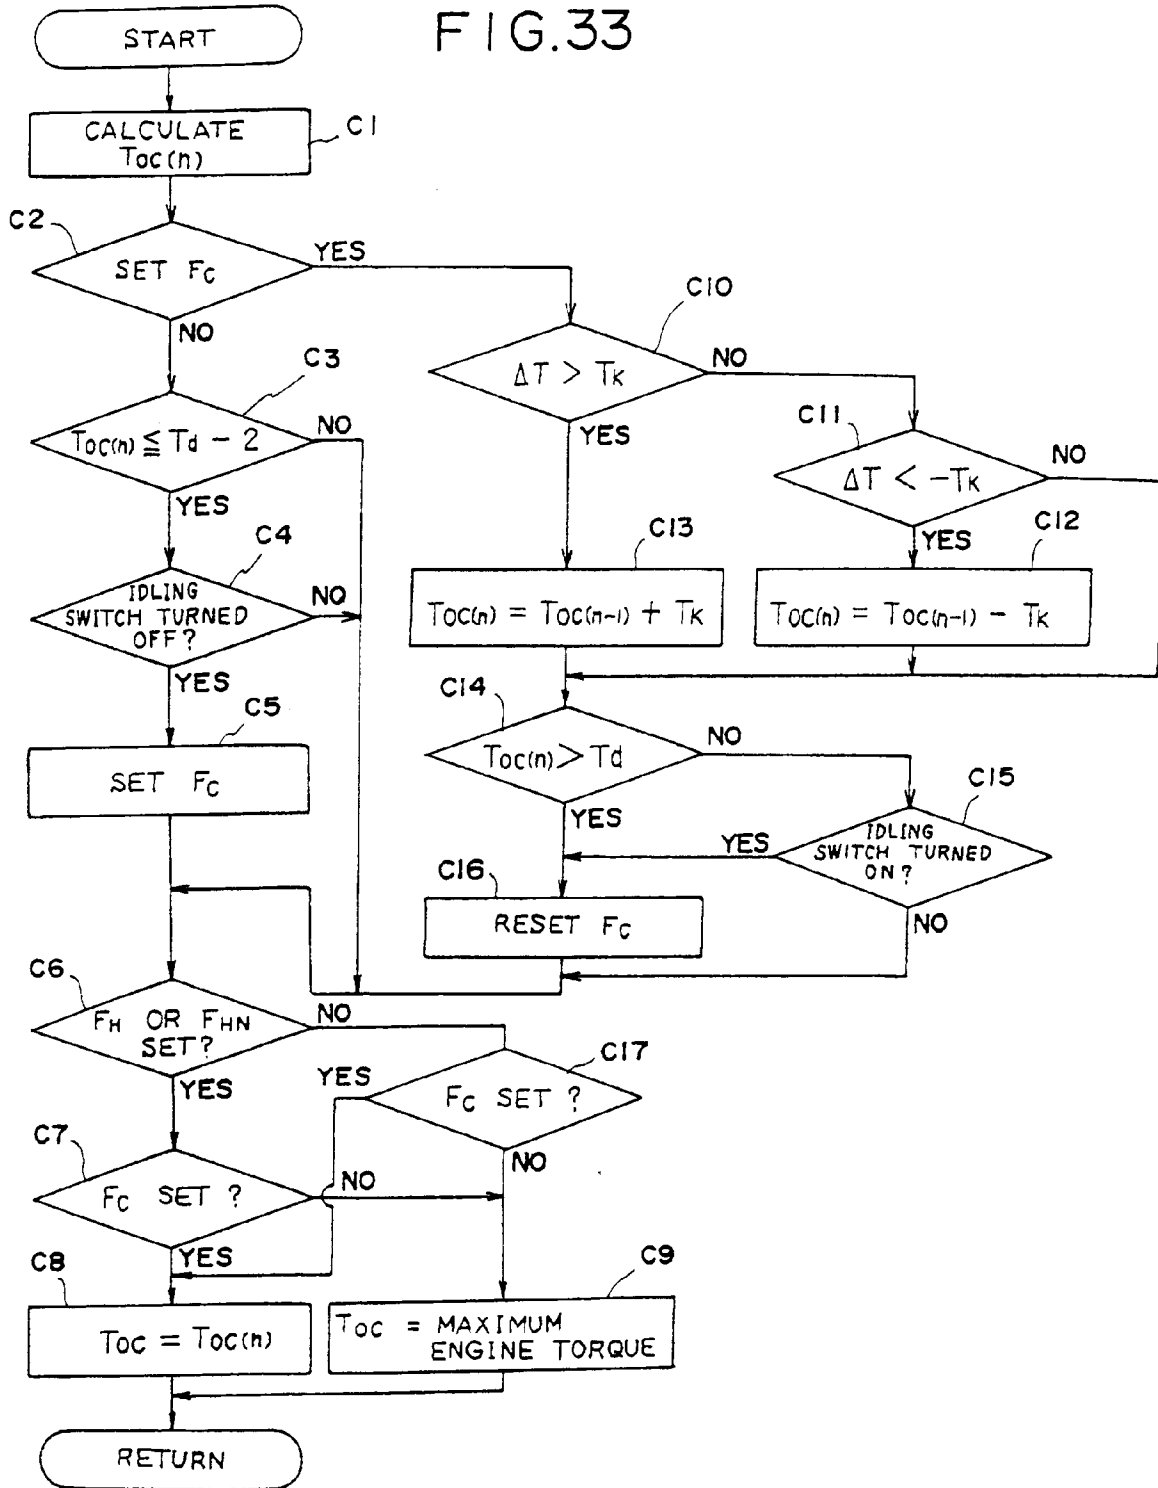 FIG.33
START
CALCULATE
Toc(n)
C1
C2
SET Fc
YES
NO
C3
Toc(n) ≦ Td - 2
NO
YES
C4
IDLING
SWITCH TURNED
OFF?
NO
YES
C5
SET Fc
C10
ΔT > TK
NO
YES
C11
ΔT < -TK
NO
YES
C12
Toc(n) = Toc(n-1) - TK
C13
Toc(n) = Toc(n-1) + TK
C14
Toc(n) > Td
NO
YES
C15
IDLING
SWITCH TURNED
ON?
YES
NO
C16
RESET Fc
C6
FH OR FHN
SET?
NO
YES
C17
Fc SET ?
YES
NO
C7
Fc SET ?
NO
YES
C8
Toc = Toc(n)
C9
Toc = MAXIMUM
ENGINE TORQUE
RETURN